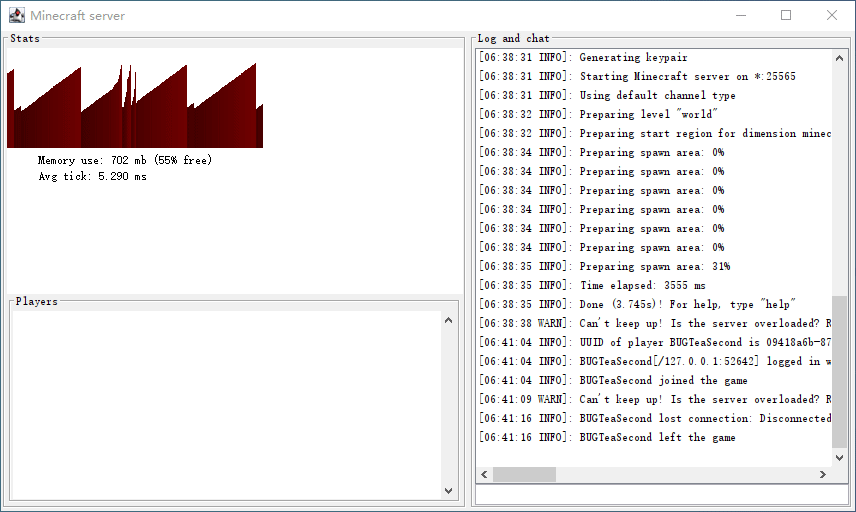 Minecraft server
Stats
Memory use: 702 mb (55% free)
Avg tick: 5.290 ms
Players
Log and chat
[06:38:31 INFO]: Generating keypair
[06:38:31 INFO]: Starting Minecraft server on *:25565
[06:38:31 INFO]: Using default channel type
[06:38:32 INFO]: Preparing level "world"
[06:38:32 INFO]: Preparing start region for dimension minec
[06:38:34 INFO]: Preparing spawn area: 0%
[06:38:34 INFO]: Preparing spawn area: 0%
[06:38:34 INFO]: Preparing spawn area: 0%
[06:38:34 INFO]: Preparing spawn area: 0%
[06:38:34 INFO]: Preparing spawn area: 0%
[06:38:34 INFO]: Preparing spawn area: 0%
[06:38:35 INFO]: Preparing spawn area: 31%
[06:38:35 INFO]: Time elapsed: 3555 ms
[06:38:35 INFO]: Done (3.745s)! For help, type "help"
[06:38:38 WARN]: Can't keep up! Is the server overloaded? R
[06:41:04 INFO]: UUID of player BUGTeaSecond is 09418a6b-87
[06:41:04 INFO]: BUGTeaSecond[/127.0.0.1:52642] logged in w
[06:41:04 INFO]: BUGTeaSecond joined the game
[06:41:09 WARN]: Can't keep up! Is the server overloaded? R
[06:41:16 INFO]: BUGTeaSecond lost connection: Disconnected
[06:41:16 INFO]: BUGTeaSecond left the game